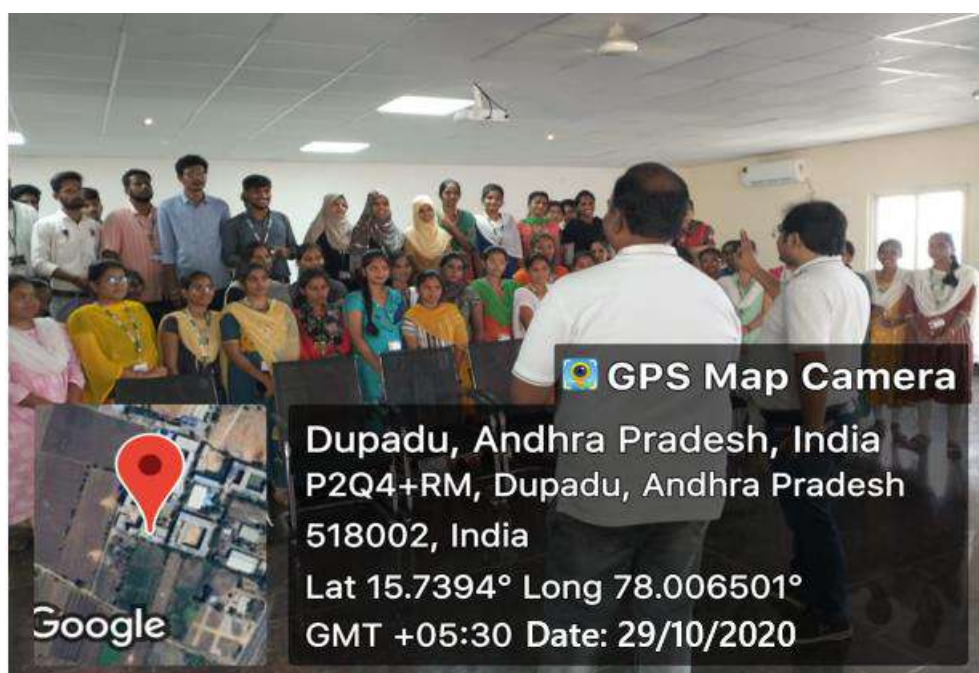 GPS Map Camera
Dupadu, Andhra Pradesh, India
P2Q4+RM, Dupadu, Andhra Pradesh
518002, India
Lat 15.7394° Long 78.006501°
GMT +05:30 Date: 29/10/2020
Google